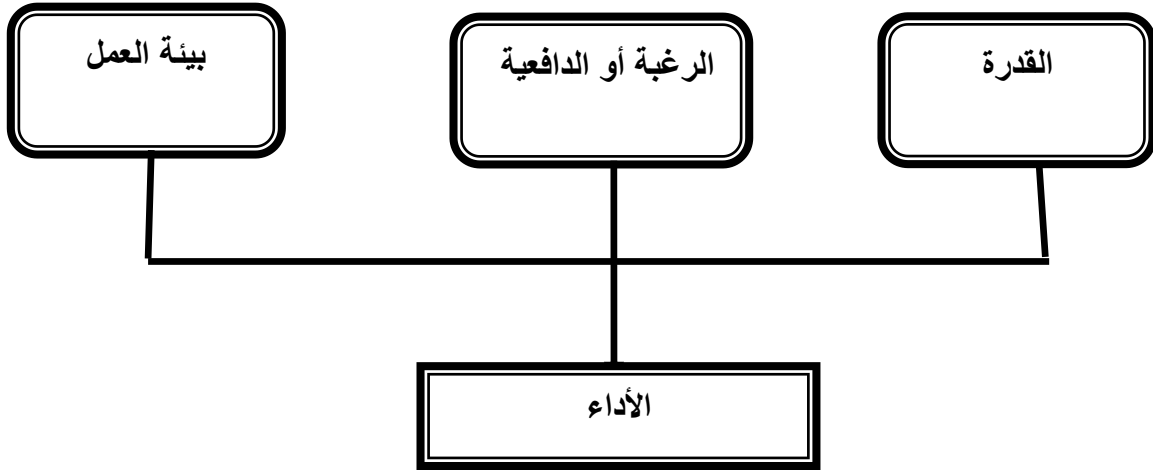 القدرة
الرغبة أو الدافعية
بيئة العمل
الأداء